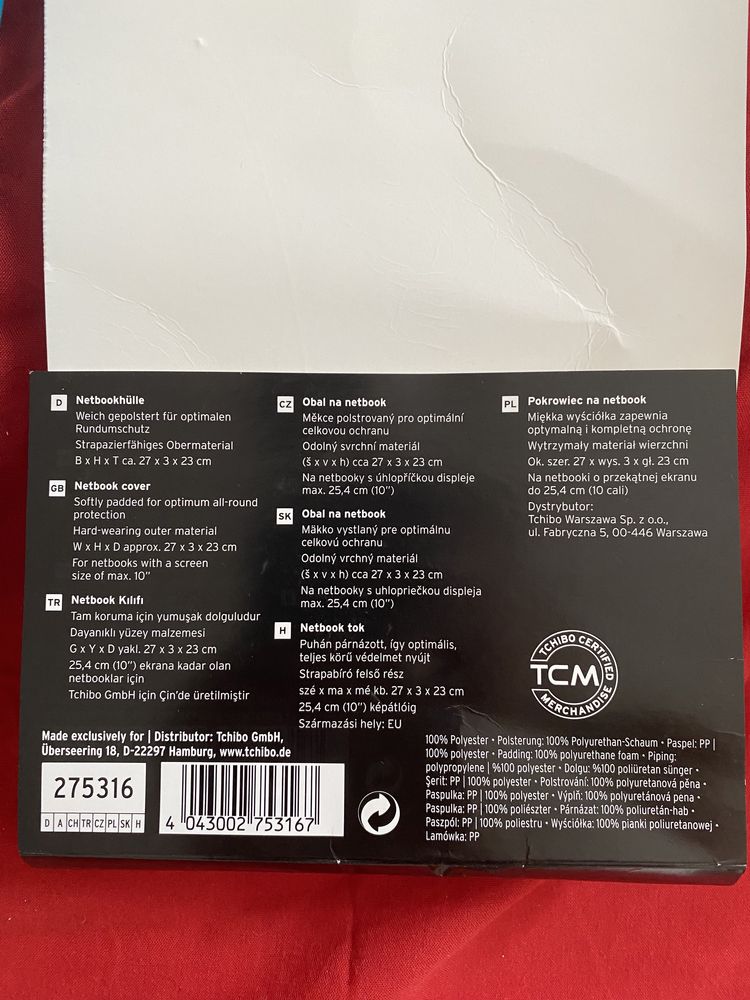 D Netbookhülle
Weich gepolstert für optimalen
Rundumschutz
Strapazierfähiges Obermaterial
B x H x T ca. 27 x 3 x 23 cm
GB Netbook cover
Softly padded for optimum all-round
protection
Hard-wearing outer material
W x H x D approx. 27 x 3 x 23 cm
For netbooks with a screen
size of max. 10”
TR Netbook Kılıfı
Tam koruma için yumuşak dolguludur
Dayanıklı yüzey malzemesi
G x Y x D yakl. 27 x 3 x 23 cm
25,4 cm (10”) ekrana kadar olan
netbooklar için
Tchibo GmbH için Çin’de üretilmiştir
CZ Obal na netbook
Měkce polstrovaný pro optimální
celkovou ochranu
Odolný svrchní materiál
(š x v x h) cca 27 x 3 x 23 cm
Na netbooky s úhlopříčkou displeje
max. 25,4 cm (10”)
SK Obal na netbook
Mäkko vystlaný pre optimálnu
celkovú ochranu
Odolný vrchný materiál
(š x v x h) cca 27 x 3 x 23 cm
Na netbooky s uhlopriečkou displeja
max. 25,4 cm (10”)
H Netbook tok
Puhán párnázott, így optimális,
teljes körű védelmet nyújt
Strapabíró felső rész
szé x ma x mé kb. 27 x 3 x 23 cm
25,4 cm (10”) képátlóig
Származási hely: EU
PL Pokrowiec na netbook
Miękka wyściółka zapewnia
optymalną i kompletną ochronę
Wytrzymały materiał wierzchni
Ok. szer. 27 x wys. 3 x gł. 23 cm
Na netbooki o przekątnej ekranu
do 25,4 cm (10 cali)
Dystrybutor:
Tchibo Warszawa Sp. z o.o.,
ul. Fabryczna 5, 00-446 Warszawa
TCHIBO CERTIFIED
TCM
MERCHANDISE
Made exclusively for | Distributor: Tchibo GmbH,
Überseering 18, D-22297 Hamburg, www.tchibo.de
275316
D A CH TR CZ PL SK H
4 043002 753167
100% Polyester • Polsterung: 100% Polyurethan-Schaum • Paspel: PP |
100% polyester • Padding: 100% polyurethane foam • Piping:
polypropylene | %100 polyester • Dolgu: %100 poliüretan sünger •
Şerit: PP | 100% polyester • Polstrování: 100% polyuretanová pěna •
Paspulka: PP | 100% polyester • Výplň: 100% polyuretánová pena •
Paspulka: PP | 100% poliészter • Párnázat: 100% poliuretán-hab •
Paszpól: PP | 100% poliestru • Wyściółka: 100% pianki poliuretanowej •
Lamówka: PP